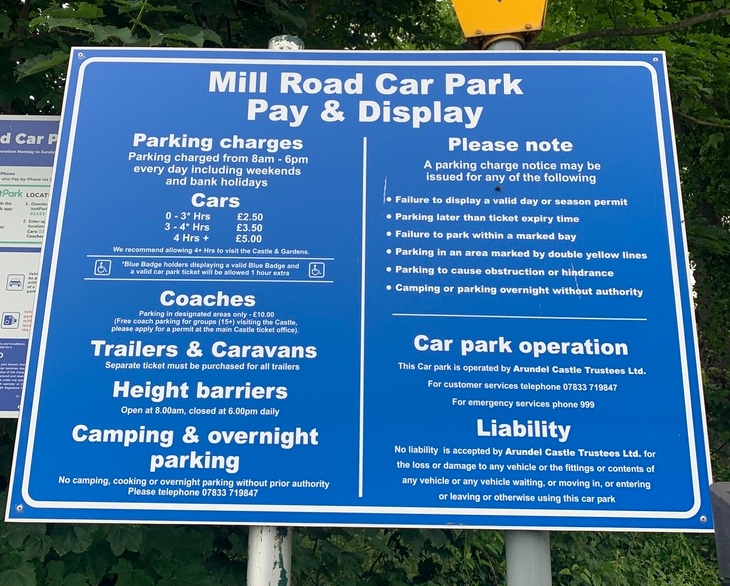 Mill Road Car Park
Pay & Display
Parking charges
Parking charged from 8am - 6pm
every day including weekends
and bank holidays
Cars
0 - 3* Hrs £2.50
3 - 4* Hrs £3.50
4 Hrs + £5.00
We recommend allowing 4+ Hrs to visit the Castle & Gardens.
*Blue Badge holders displaying a valid Blue Badge and
a valid car park ticket will be allowed 1 hour extra
Coaches
Parking in designated areas only - £10.00
(Free coach parking for groups (15+) visiting the Castle,
please apply for a permit at the main Castle ticket office).
Trailers & Caravans
Separate ticket must be purchased for all trailers
Height barriers
Open at 8.00am, closed at 6.00pm daily
Camping & overnight
parking
No camping, cooking or overnight parking without prior authority
Please telephone 07833 719847
Please note
A parking charge notice may be
issued for any of the following
• Failure to display a valid day or season permit
• Parking later than ticket expiry time
• Failure to park within a marked bay
• Parking in an area marked by double yellow lines
• Parking to cause obstruction or hindrance
• Camping or parking overnight without authority
Car park operation
This Car park is operated by Arundel Castle Trustees Ltd.
For customer services telephone 07833 719847
For emergency services phone 999
Liability
No liability is accepted by Arundel Castle Trustees Ltd. for
the loss or damage to any vehicle or the fittings or contents of
any vehicle or any vehicle waiting, or moving in, or entering
or leaving or otherwise using this car park